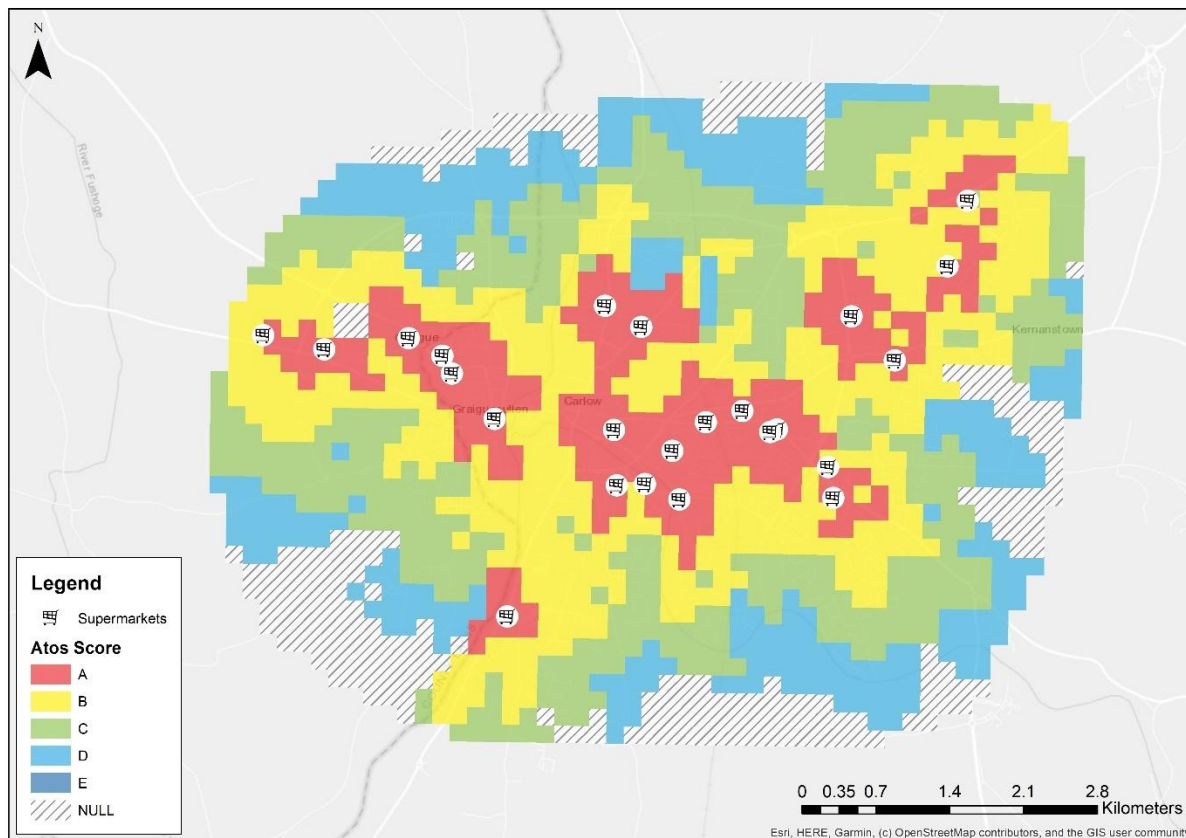 N
River Fushoge
Kernanstown
Carlow
Legend
Supermarkets
Atos Score
A
B
C
D
E
NULL
0 0.35 0.7 1.4 2.1 2.8
Kilometers
Esri, HERE, Garmin, (c) OpenStreetMap contributors, and the GIS user community